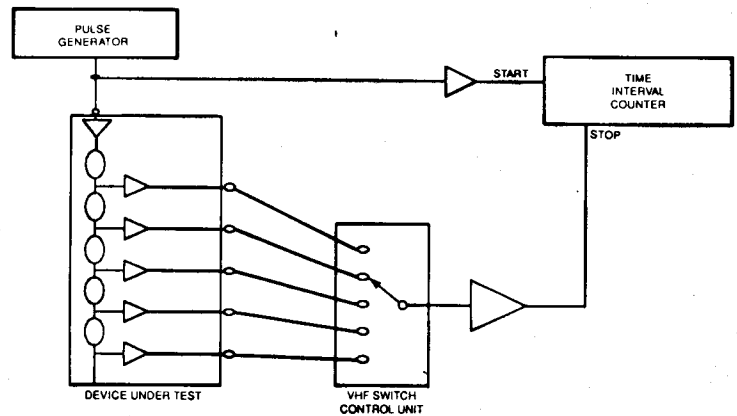 PULSE
GENERATOR
START
TIME
INTERVAL
COUNTER
STOP
DEVICE UNDER TEST
VHF SWITCH
CONTROL UNIT